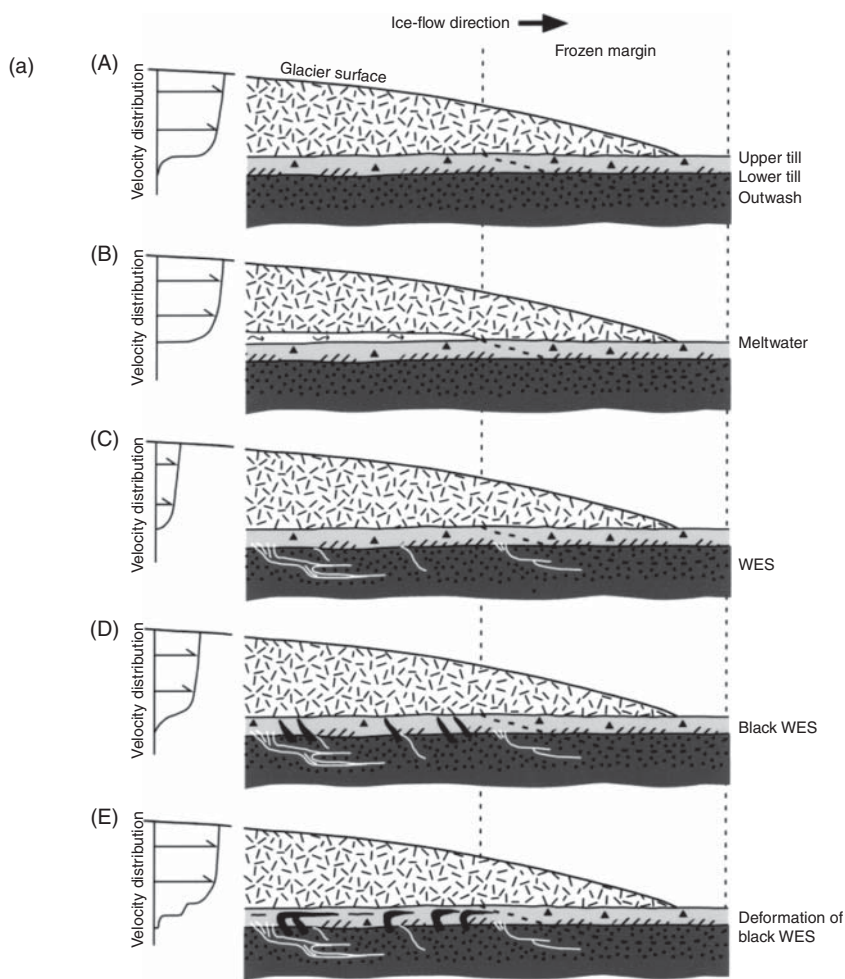 Ice-flow direction
Frozen margin
(a)
(A)
Velocity distribution
Glacier surface
Upper till
Lower till
Outwash
(B)
Velocity distribution
Meltwater
(C)
Velocity distribution
WES
(D)
Velocity distribution
Black WES
(E)
Velocity distribution
Deformation of
black WES